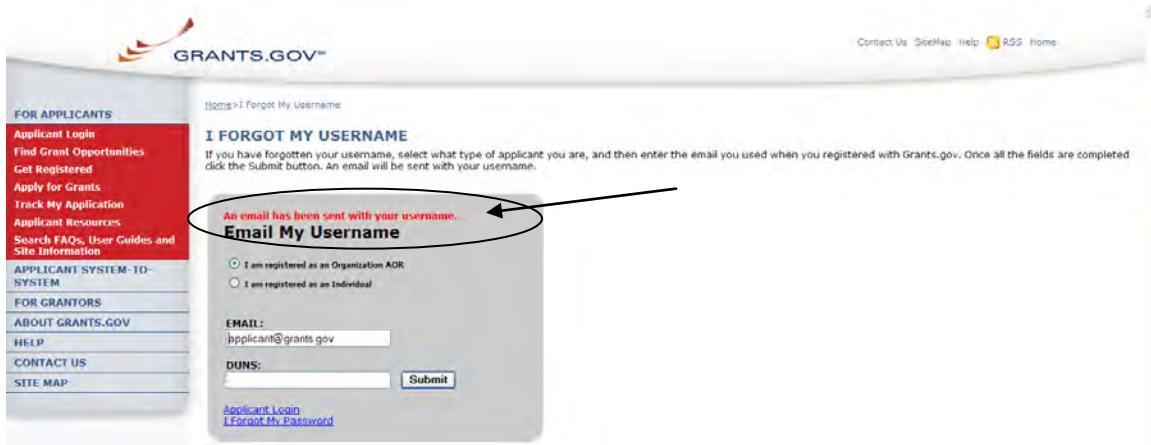 GRANTS.GOV℠
Contact Us SiteMap Help RSS Home
Home>I Forgot My Username
FOR APPLICANTS
Applicant Login
Find Grant Opportunities
Get Registered
Apply for Grants
Track My Application
Applicant Resources
Search FAQs, User Guides and
Site Information
APPLICANT SYSTEM-TO-
SYSTEM
FOR GRANTORS
ABOUT GRANTS.GOV
HELP
CONTACT US
SITE MAP
I FORGOT MY USERNAME
If you have forgotten your username, select what type of applicant you are, and then enter the email you used when you registered with Grants.gov. Once all the fields are completed
click the Submit button. An email will be sent with your username.
An email has been sent with your username.
Email My Username
I am registered as an Organization AOR
I am registered as an Individual
EMAIL:
applicant@grants.gov
DUNS:
Submit
Applicant Login
I Forgot My Password